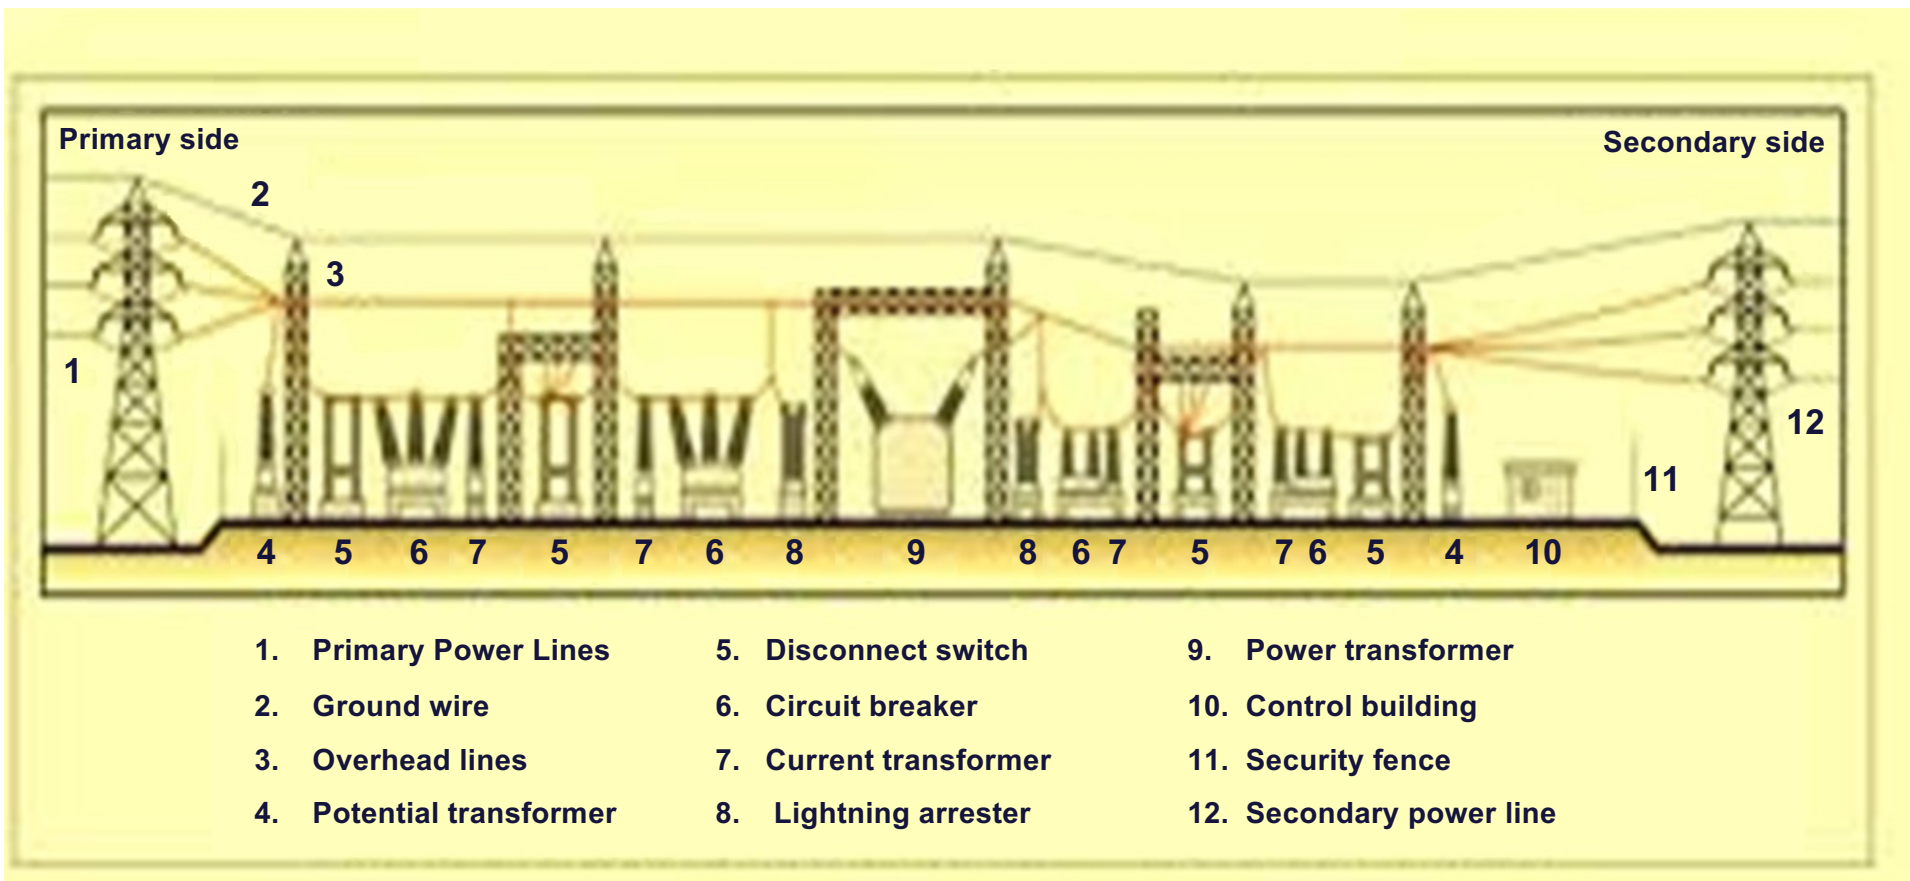 Primary side
Secondary side
2
3
1
12
11
4 5 6 7 5 7 6 8 9 8 6 7 5 7 6 5 4 10
1. Primary Power Lines
2. Ground wire
3. Overhead lines
4. Potential transformer
5. Disconnect switch
6. Circuit breaker
7. Current transformer
8. Lightning arrester
9. Power transformer
10. Control building
11. Security fence
12. Secondary power line